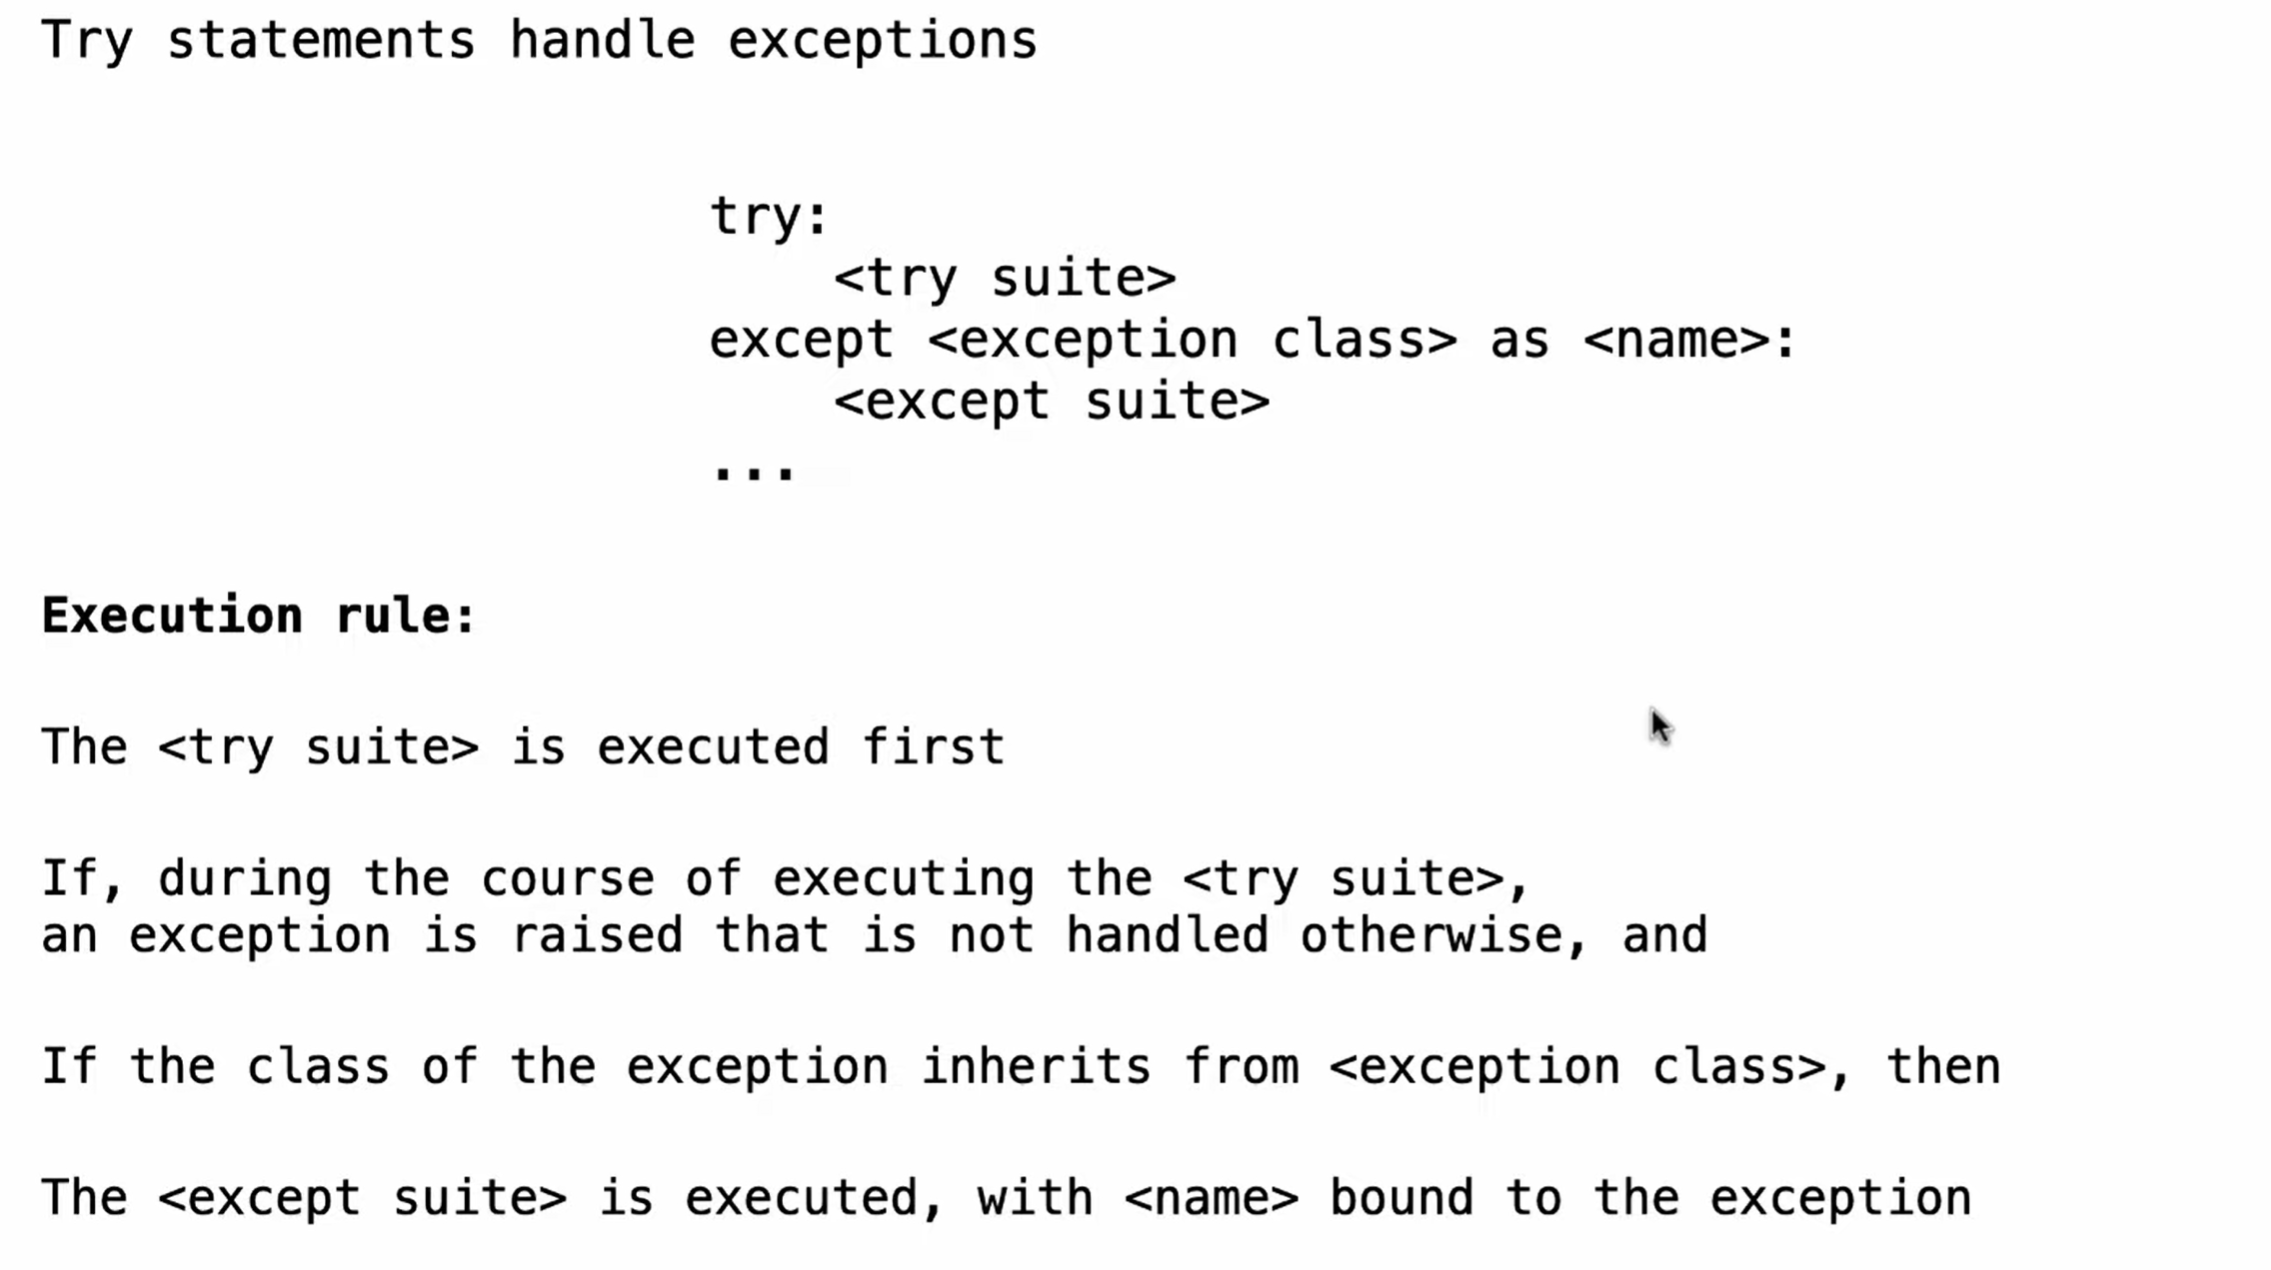 Try statements handle exceptions
try:
    <try suite>
except <exception class> as <name>:
    <except suite>
...
Execution rule:
The <try suite> is executed first
If, during the course of executing the <try suite>,
an exception is raised that is not handled otherwise, and
If the class of the exception inherits from <exception class>, then
The <except suite> is executed, with <name> bound to the exception